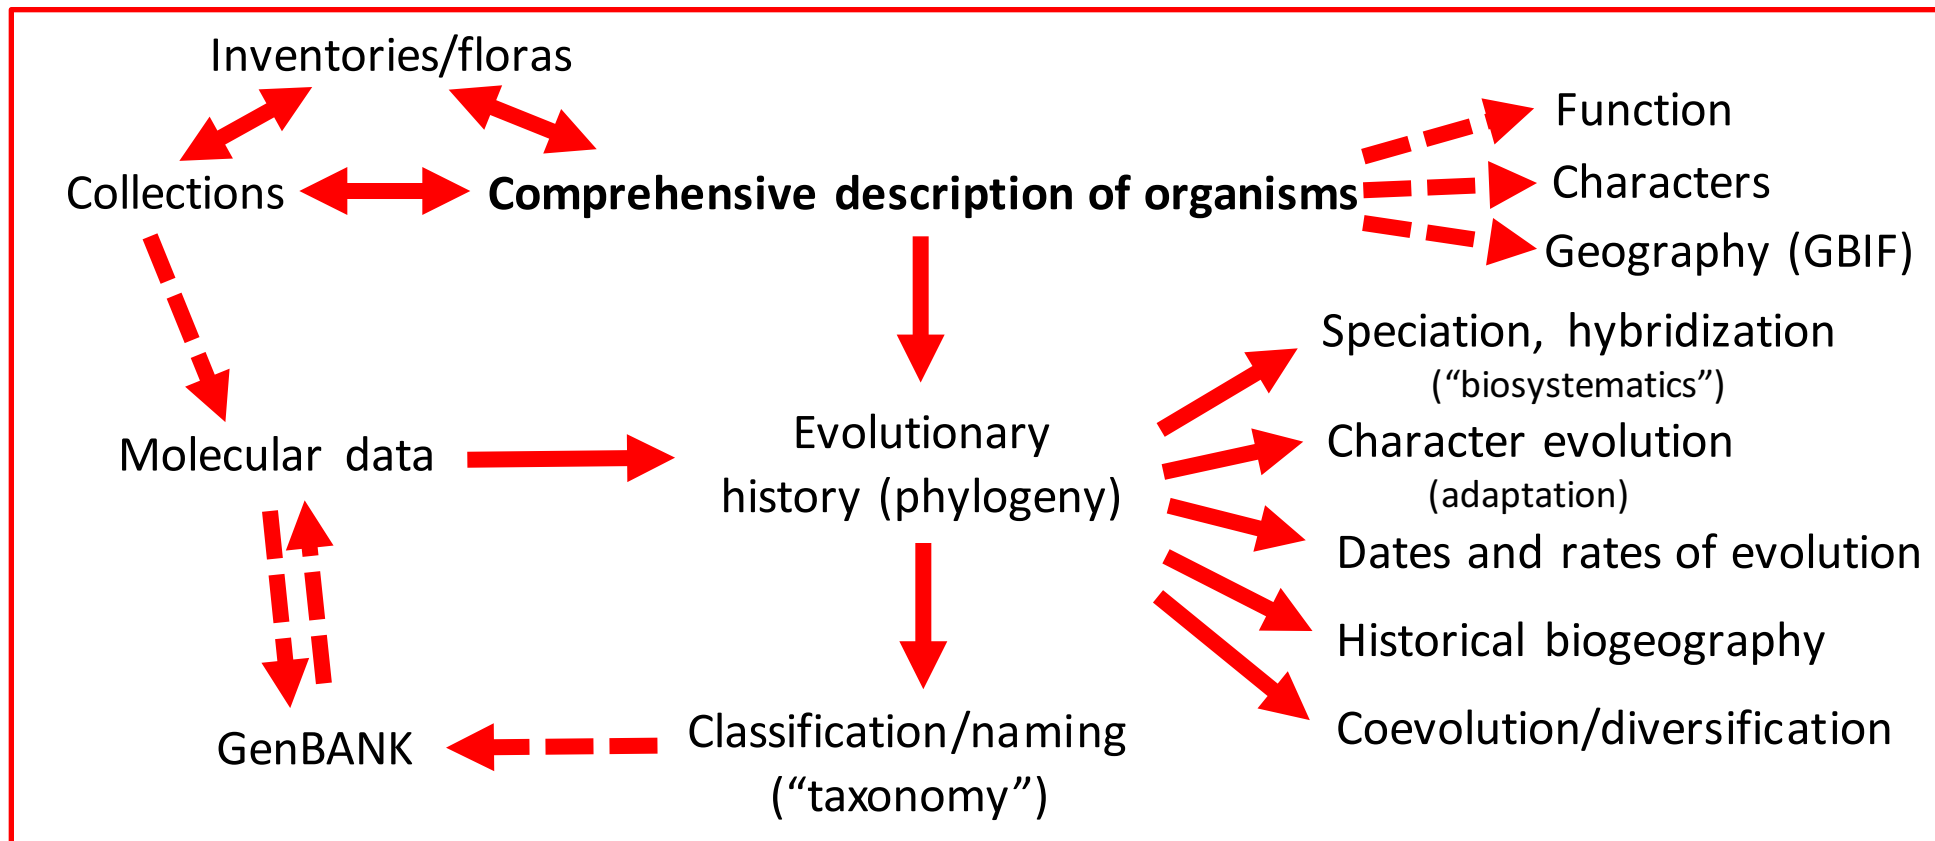 Inventories/floras
Function
Collections
Comprehensive description of organisms
Characters
Geography (GBIF)
Speciation, hybridization
(“biosystematics”)
Molecular data
Evolutionary
history (phylogeny)
Character evolution
(adaptation)
Dates and rates of evolution
Historical biogeography
GenBANK
Classification/naming
(“taxonomy”)
Coevolution/diversification